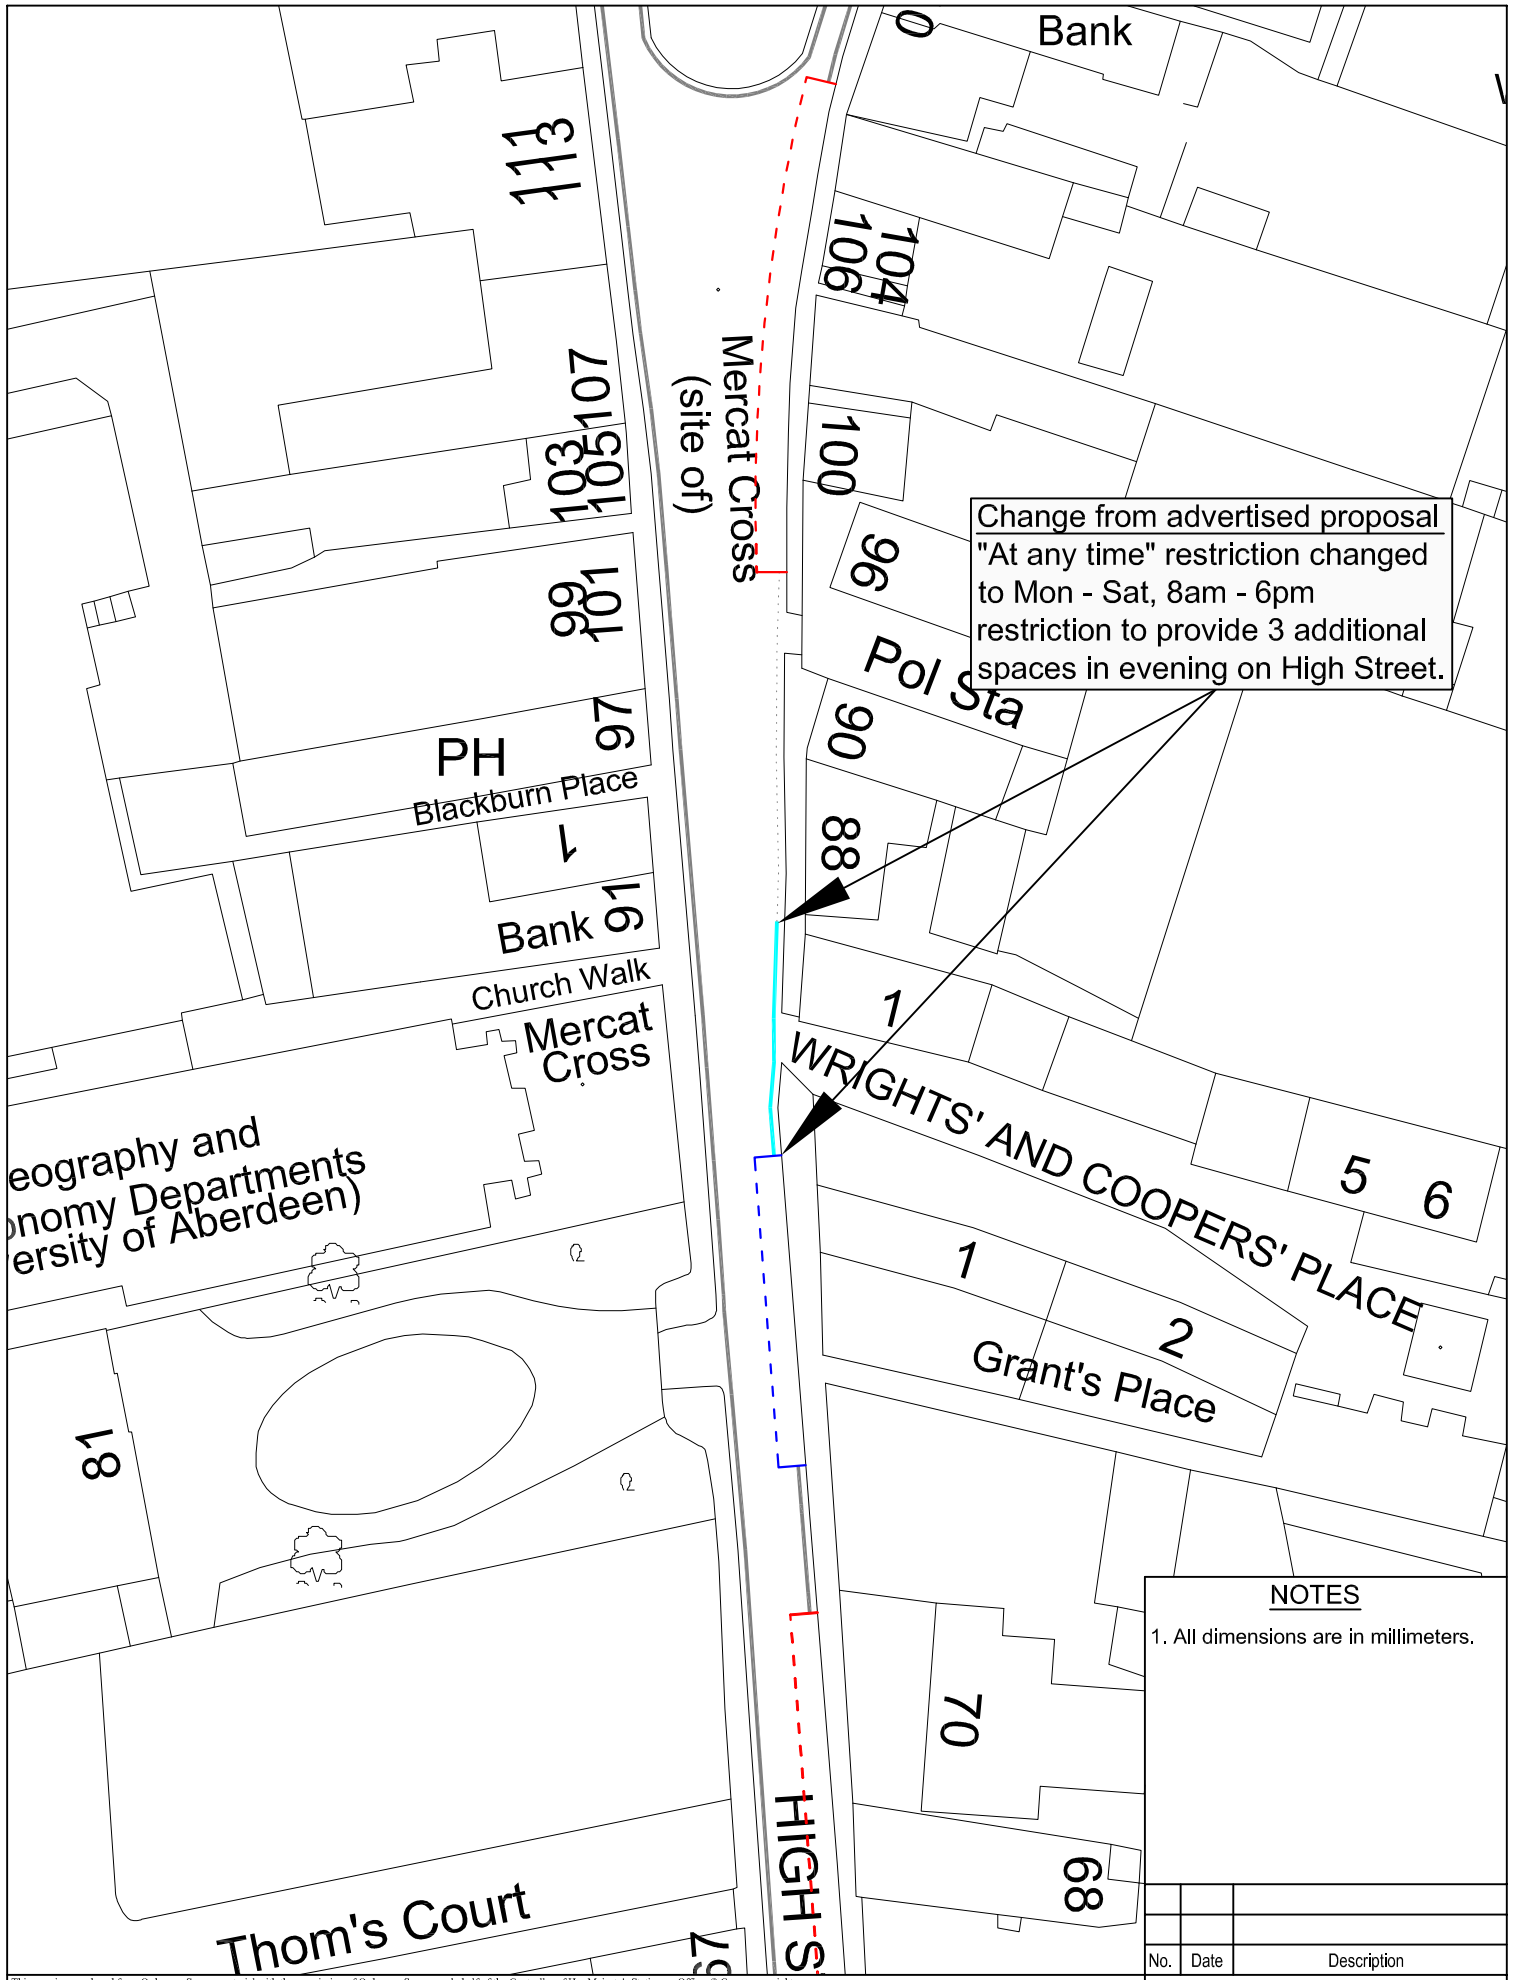 Bank
0
111
113
104
106
107
Mercat Cross
(site of)
103
105
100
96
Change from advertised proposal
"At any time" restriction changed
to Mon - Sat, 8am - 6pm
restriction to provide 3 additional
spaces in evening on High Street.
99
101
Pol Sta
97
90
PH
Blackburn Place
1
88
91
Bank
Church Walk
Mercat
Cross
1
WRIGHTS' AND COOPERS' PLACE
eography and
onomy Departments
ersity of Aberdeen)
5
6
1
2
Grant's Place
81
NOTES
1. All dimensions are in millimeters.
70
HIGH S
68
Thom's Court
67
No.
Date
Description